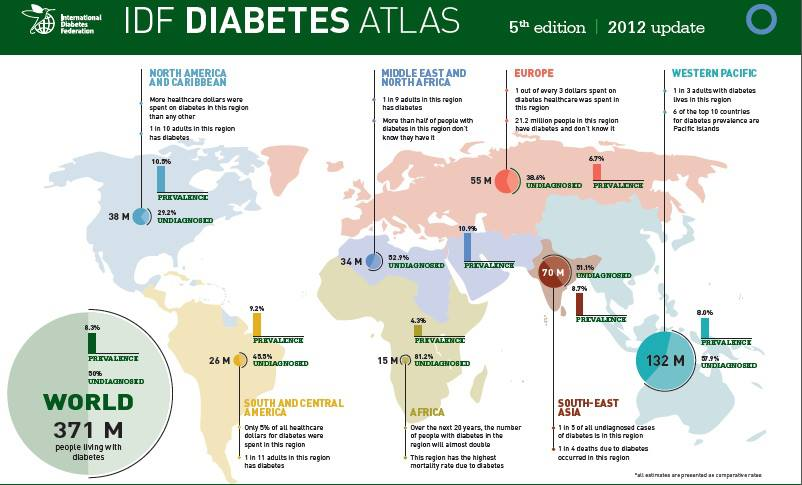 International
Diabetes
Federation
IDF DIABETES ATLAS
5th edition | 2012 update
NORTH AMERICA
AND CARIBBEAN
More healthcare dollars were
spent on diabetes in this region
than any other
1 in 10 adults in this region
has diabetes
10.5%
PREVALENCE
38 M
29.2%
UNDIAGNOSED
MIDDLE EAST AND
NORTH AFRICA
1 in 9 adults in this region
has diabetes
More than half of people with
diabetes in this region don't
know they have it
34 M
52.9%
UNDIAGNOSED
10.9%
PREVALENCE
EUROPE
1 out of every 3 dollars spent on
diabetes healthcare was spent in
this region
21.2 million people in this region
have diabetes and don't know it
55 M
38.6%
UNDIAGNOSED
6.7%
PREVALENCE
WESTERN PACIFIC
1 in 3 adults with diabetes
lives in this region
6 of the top 10 countries
for diabetes prevalence are
Pacific Islands
132 M
8.0%
PREVALENCE
57.9%
UNDIAGNOSED
70 M
51.1%
UNDIAGNOSED
8.7%
PREVALENCE
SOUTH-EAST
ASIA
1 in 5 of all undiagnosed cases
of diabetes is in this region
1 in 4 deaths due to diabetes
occurred in this region
4.3%
PREVALENCE
15 M
81.2%
UNDIAGNOSED
AFRICA
Over the next 20 years, the number
of people with diabetes in the
region will almost double
This region has the highest
mortality rate due to diabetes
9.2%
PREVALENCE
26 M
45.5%
UNDIAGNOSED
SOUTH AND CENTRAL
AMERICA
Only 5% of all healthcare
dollars for diabetes were
spent in this region
1 in 11 adults in this region
has diabetes
8.3%
PREVALENCE
50%
UNDIAGNOSED
WORLD
371 M
people living with
diabetes
*all estimates are presented as comparative rates